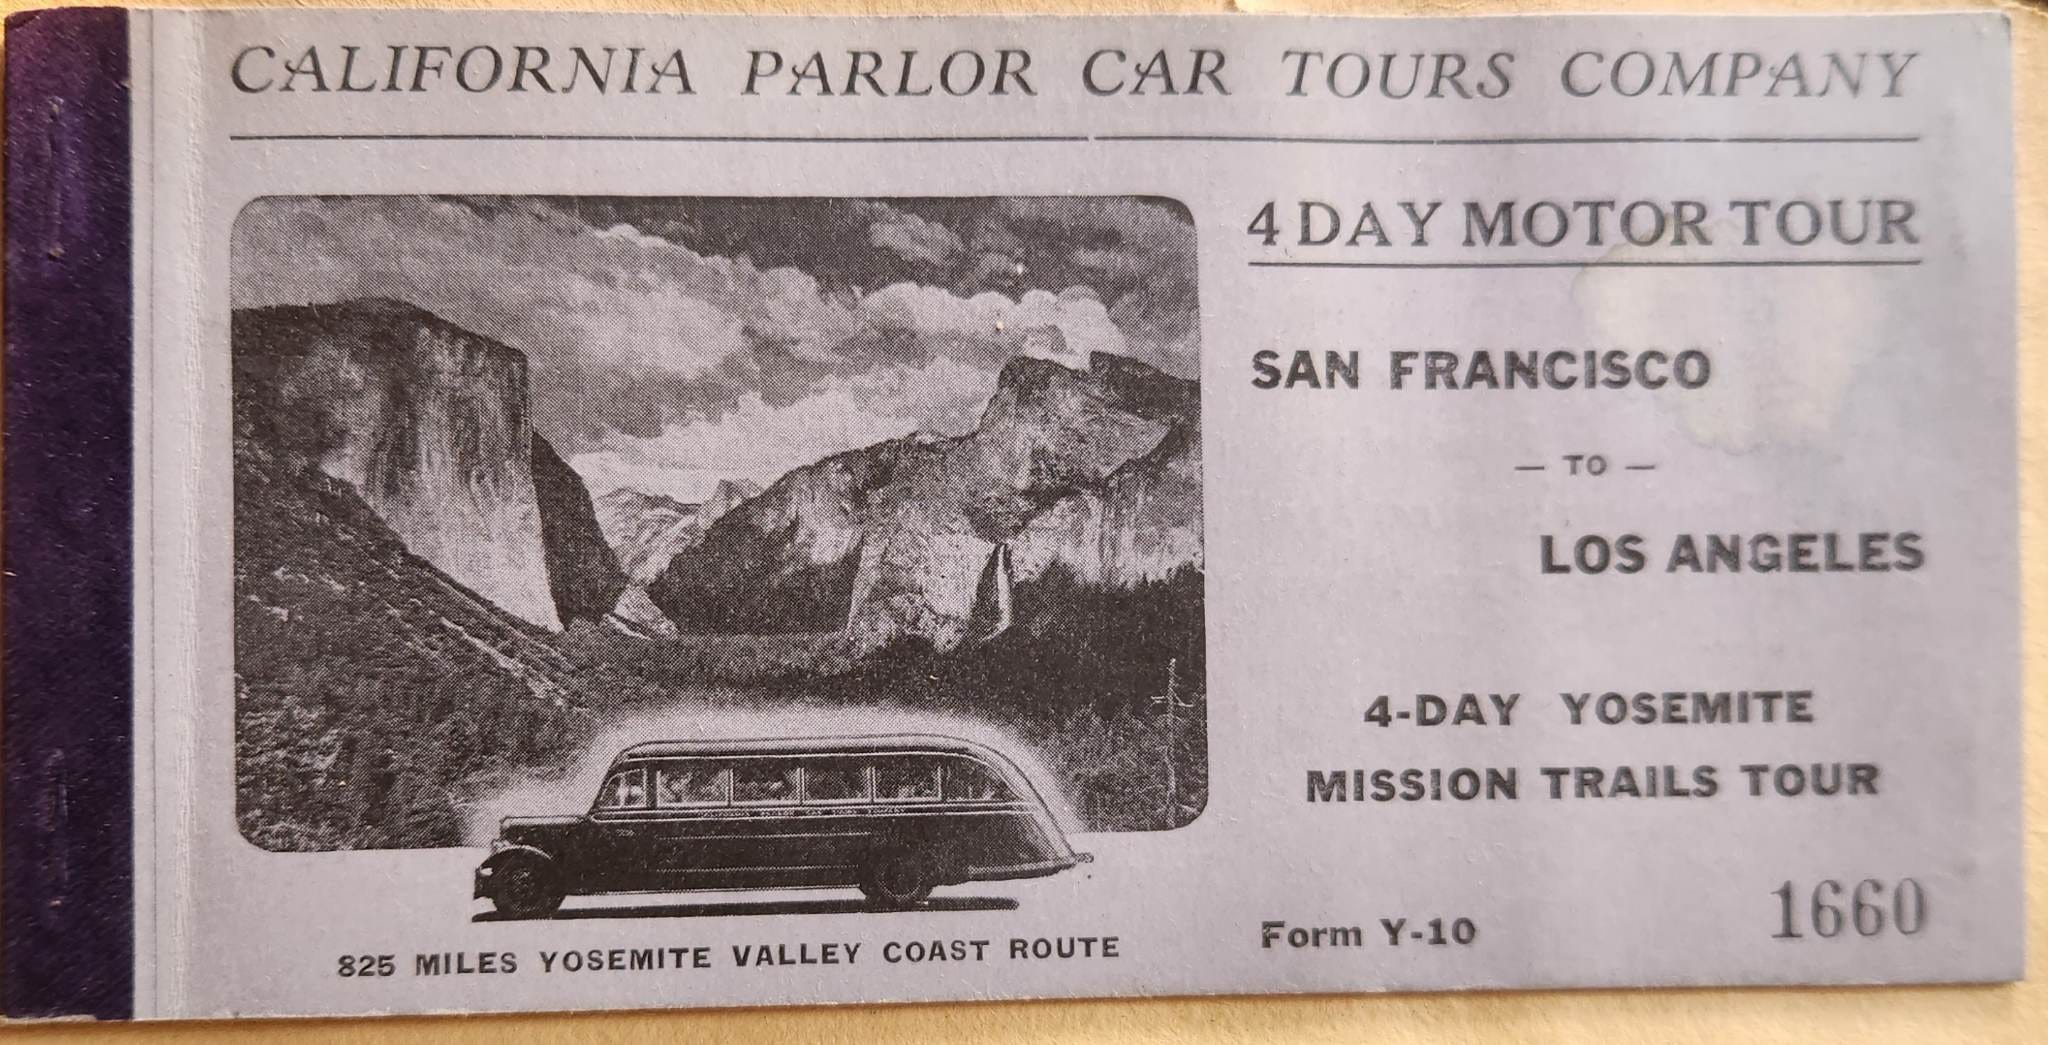 CALIFORNIA PARLOR CAR TOURS COMPANY
4 DAY MOTOR TOUR
SAN FRANCISCO
— TO —
LOS ANGELES
4-DAY YOSEMITE
MISSION TRAILS TOUR
825 MILES YOSEMITE VALLEY COAST ROUTE
Form Y-10
1660